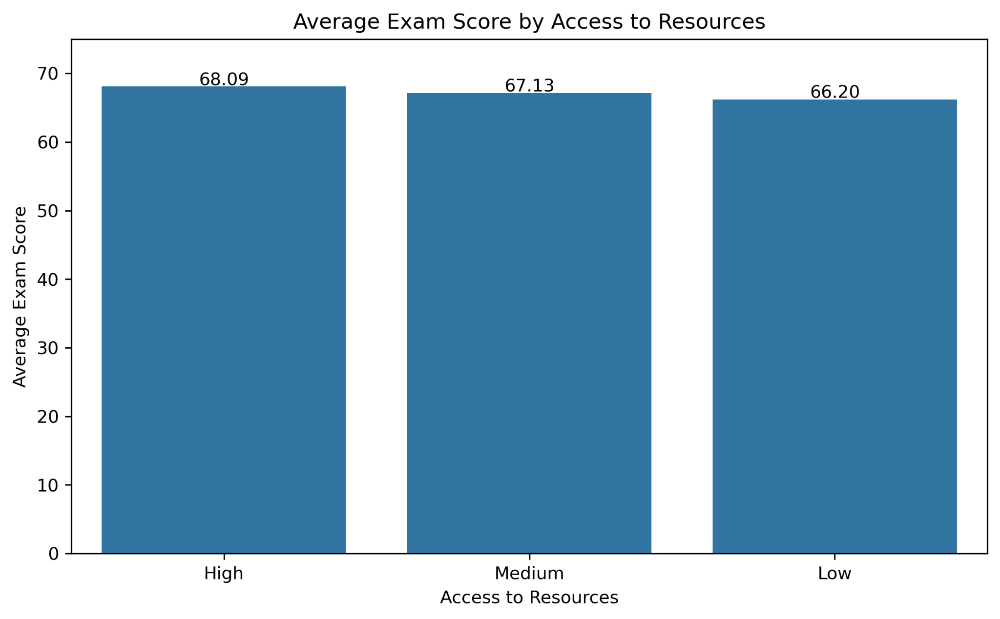 Average Exam Score by Access to Resources
68.09
67.13
66.20
70
60
50
40
30
20
10
0
Average Exam Score
High Medium Low
Access to Resources